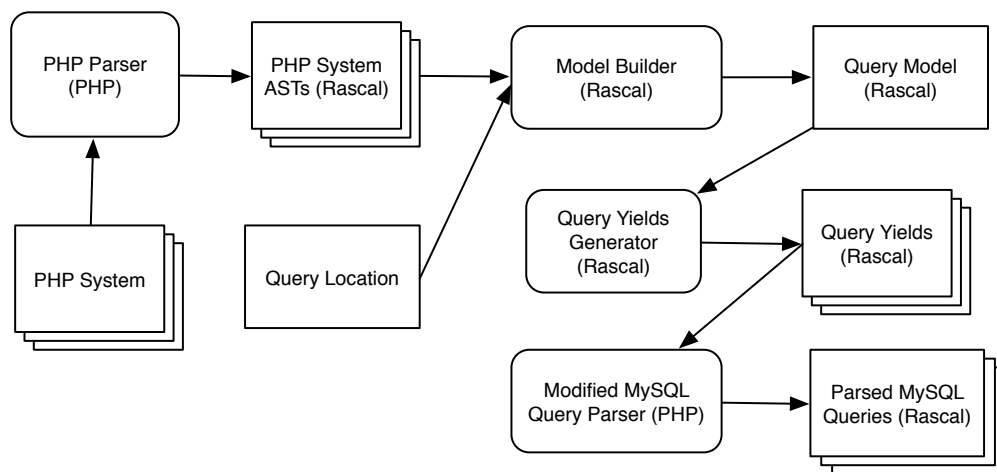 PHP Parser
(PHP)
PHP System
ASTs (Rascal)
Model Builder
(Rascal)
Query Model
(Rascal)
PHP System
Query Location
Query Yields
Generator
(Rascal)
Query Yields
(Rascal)
Modified MySQL
Query Parser (PHP)
Parsed MySQL
Queries (Rascal)